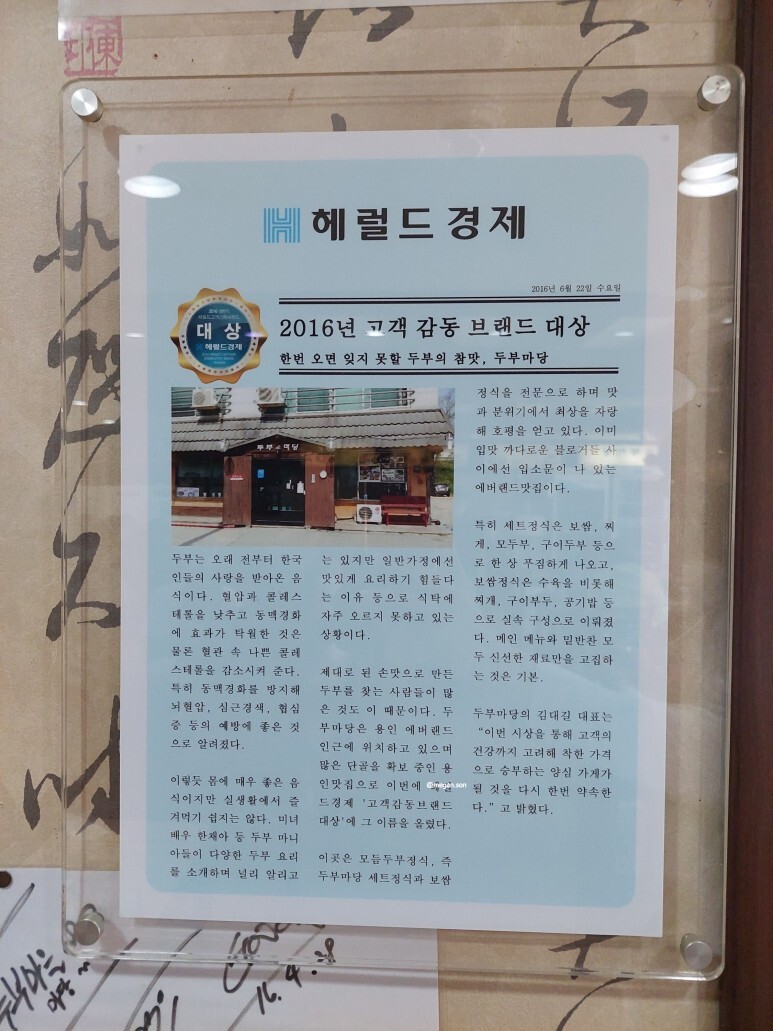 헤럴드경제
2016년 6월 22일 수요일
대상
헤럴드경제
2016년 고객 감동 브랜드 대상
한번 오면 잊지 못할 두부의 참맛, 두부마당
두부마당
두부는 오래 전부터 한국
인들의 사랑을 받아온 음
식이다. 혈압과 콜레스
테롤을 낮추고 동맥경화
에 효과가 탁월한 것은
물론 혈관 속 나쁜 콜레
스테롤을 감소시켜 준다.
특히 동맥경화를 방지해
뇌혈압, 심근경색, 협심
증 등의 예방에 좋은 것
으로 알려졌다.
이렇듯 몸에 매우 좋은 음
식이지만 실생활에서 즐
겨먹기 쉽지는 않다. 미녀
배우 한채아 등 두부 마니
아들이 다양한 두부 요리
를 소개하며 널리 알리고
는 있지만 일반가정에선
맛있게 요리하기 힘들다
는 이유 등으로 식탁에
자주 오르지 못하고 있는
상황이다.
제대로 된 손맛으로 만든
두부를 찾는 사람들이 많
은 것도 이 때문이다. 두
부마당은 용인 에버랜드
인근에 위치하고 있으며
많은 단골을 확보 중인 용
인맛집으로 이번에
드경제 '고객감동브랜드
대상'에 그 이름을 올렸다.
이곳은 모듬두부정식, 즉
두부마당 세트정식과 보쌈
정식을 전문으로 하며 맛
과 분위기에서 최상을 자랑
해 호평을 얻고 있다. 이미
입맛 까다로운 블로거들 사
이에선 입소문이 나 있는
에버랜드맛집이다.
특히 세트정식은 보쌈, 찌
게, 모두부, 구이두부 등으
로 한 상 푸짐하게 나오고,
보쌈정식은 수육을 비롯해
찌개, 구이부두, 공기밥 등
으로 실속 구성으로 이뤄졌
다. 메인 메뉴와 밑반찬 모
두 신선한 재료만을 고집하
는 것은 기본.
두부마당의 김대길 대표는
"이번 시상을 통해 고객의
건강까지 고려해 착한 가격
으로 승부하는 양심 가게가
될 것을 다시 한번 약속한
다." 고 밝혔다.
@megan.son
16.4.